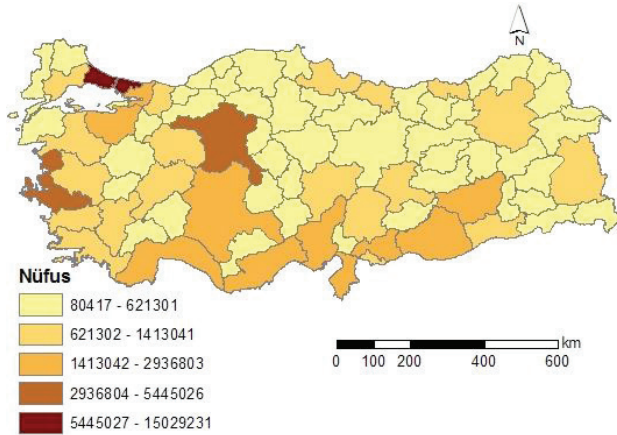 N
Nüfus
80417 - 621301
621302 - 1413041
1413042 - 2936803
2936804 - 5445026
5445027 - 15029231
km
0 100 200 400 600